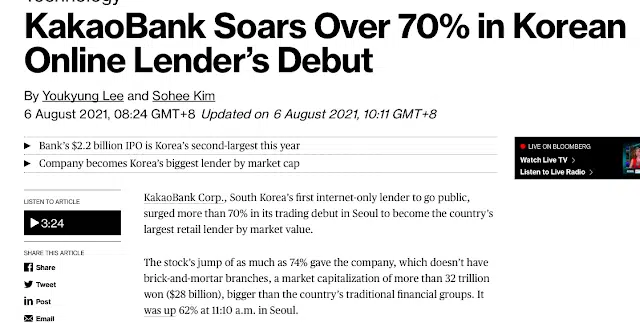 Technology
KakaoBank Soars Over 70% in Korean
Online Lender's Debut
By Youkyung Lee and Sohee Kim
6 August 2021, 08:24 GMT+8 Updated on 6 August 2021, 10:11 GMT+8
▶ Bank's $2.2 billion IPO is Korea's second-largest this year
▶ Company becomes Korea's biggest lender by market cap
LIVE ON BLOOMBERG
Watch Live TV >
Listen to Live Radio >
LISTEN TO ARTICLE
▶ 3:24
SHARE THIS ARTICLE
Share
Tweet
Post
Email
KakaoBank Corp., South Korea's first internet-only lender to go public,
surged more than 70% in its trading debut in Seoul to become the country's
largest retail lender by market value.
The stock's jump of as much as 74% gave the company, which doesn't have
brick-and-mortar branches, a market capitalization of more than 32 trillion
won ($28 billion), bigger than the country's traditional financial groups. It
was up 62% at 11:10 a.m. in Seoul.